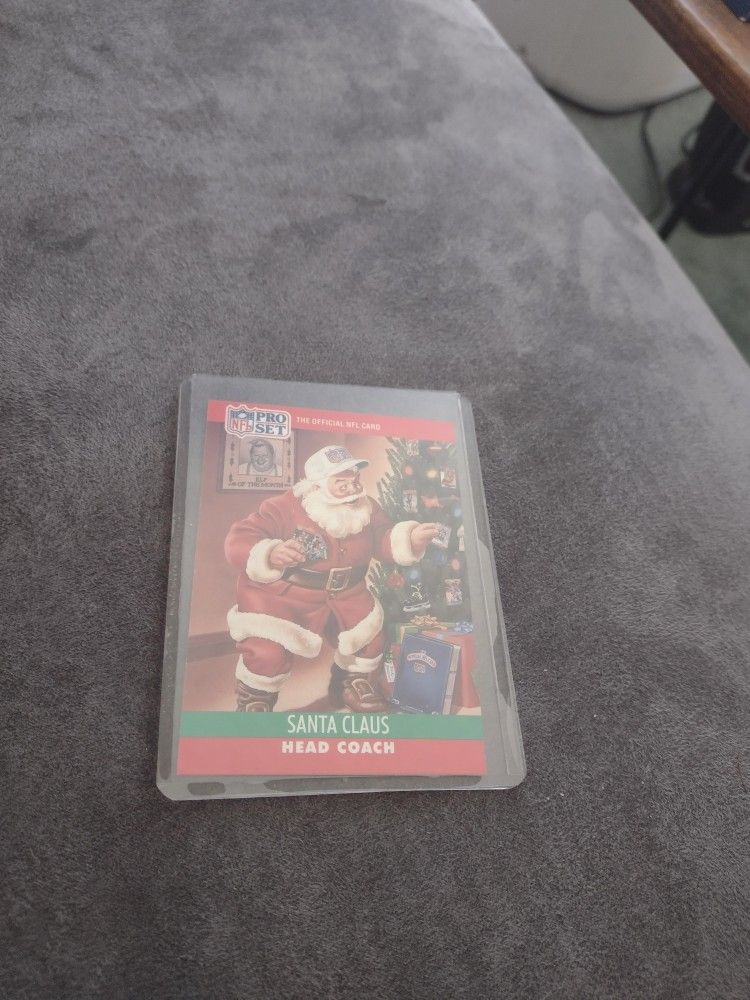 NFL PRO SET
THE OFFICIAL NFL CARD
ELF
OF THE MONTH
SANTA CLAUS
HEAD COACH